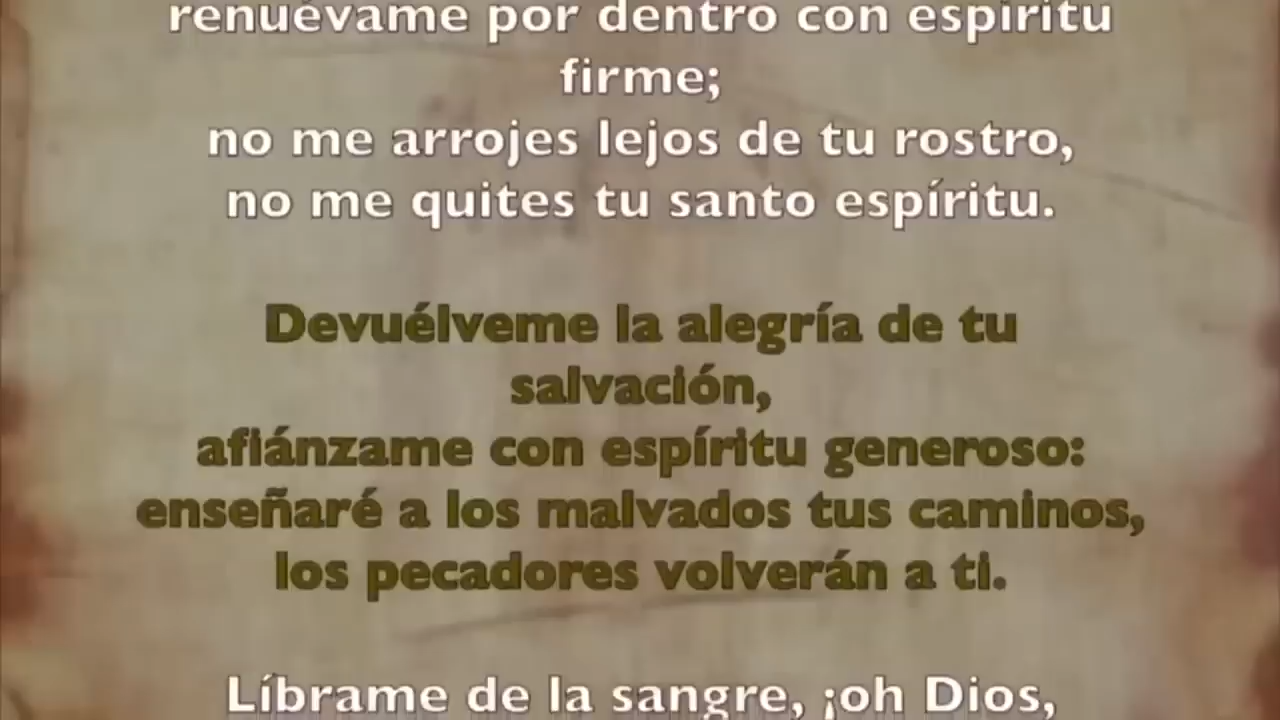 renuévame por dentro con espíritu
firme;
no me arrojes lejos de tu rostro,
no me quites tu santo espíritu.
Devuélveme la alegría de tu
salvación,
afiánzame con espíritu generoso:
enseñaré a los malvados tus caminos,
los pecadores volverán a ti.
Líbrame de la sangre, ¡oh Dios,